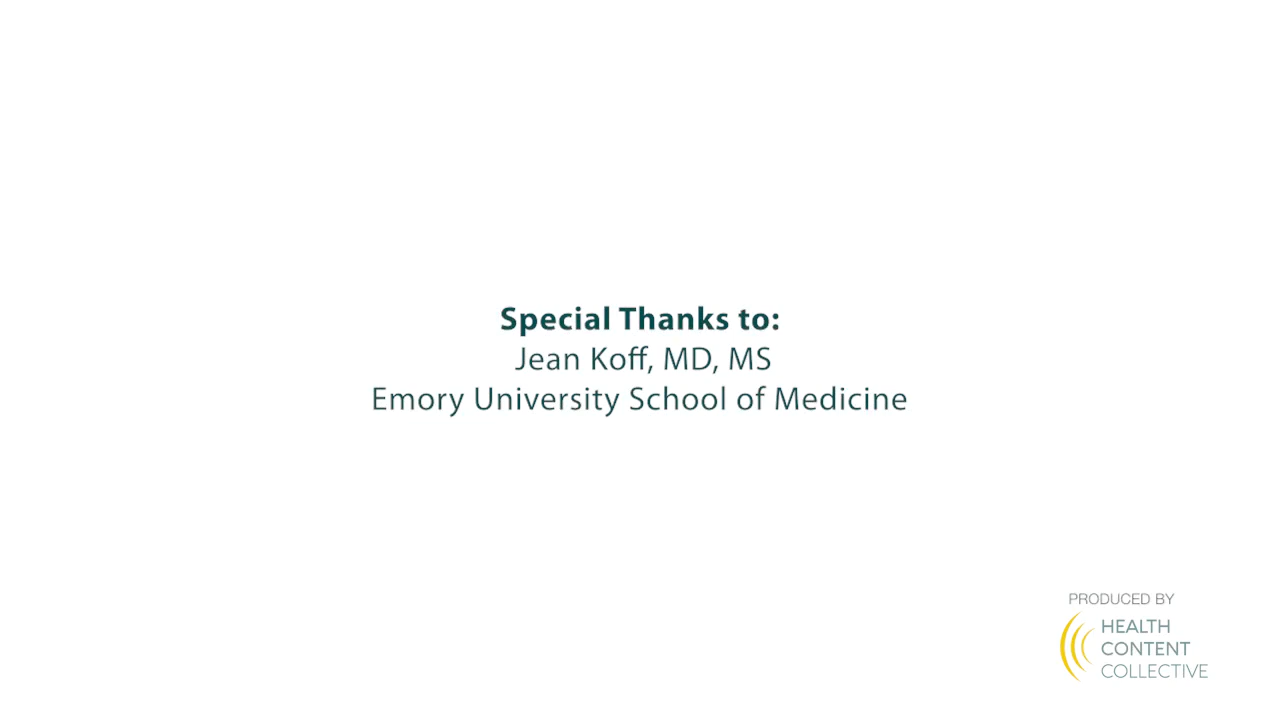 Special Thanks to:
Jean Koff, MD, MS
Emory University School of Medicine
PRODUCED BY
HEALTH
CONTENT
COLLECTIVE